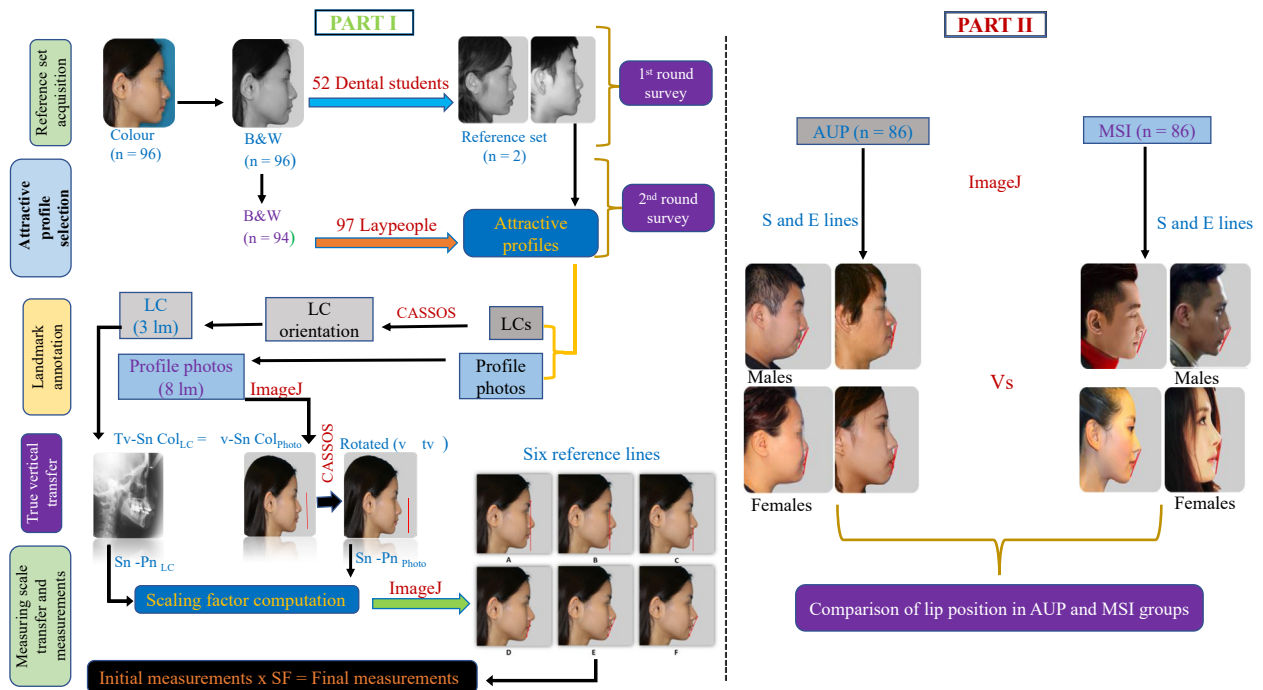 PART I
Reference set
acquisition
Colour
(n = 96)
B&W
(n = 96)
52 Dental students
Reference set
(n = 2)
1st round
survey
Attractive
profile
selection
B&W
(n = 94)
97 Laypeople
Attractive
profiles
2nd round
survey
Landmark
annotation
LC
(3 lm)
LC
orientation
CASSOS
LCs
Profile photos
(8 lm)
Profile
photos
ImageJ
True vertical
transfer
Tv-Sn ColLC = v-Sn ColPhoto
CASSOS
Rotated (v tv )
Six reference lines
A
B
C
D
E
F
Measuring scale
transfer and
measurements
Sn -Pn LC
Sn -Pn Photo
Scaling factor computation
ImageJ
Initial measurements x SF = Final measurements
PART II
AUP (n = 86)
MSI (n = 86)
ImageJ
S and E lines
S and E lines
Males
Males
Vs
Females
Females
Comparison of lip position in AUP and MSI groups